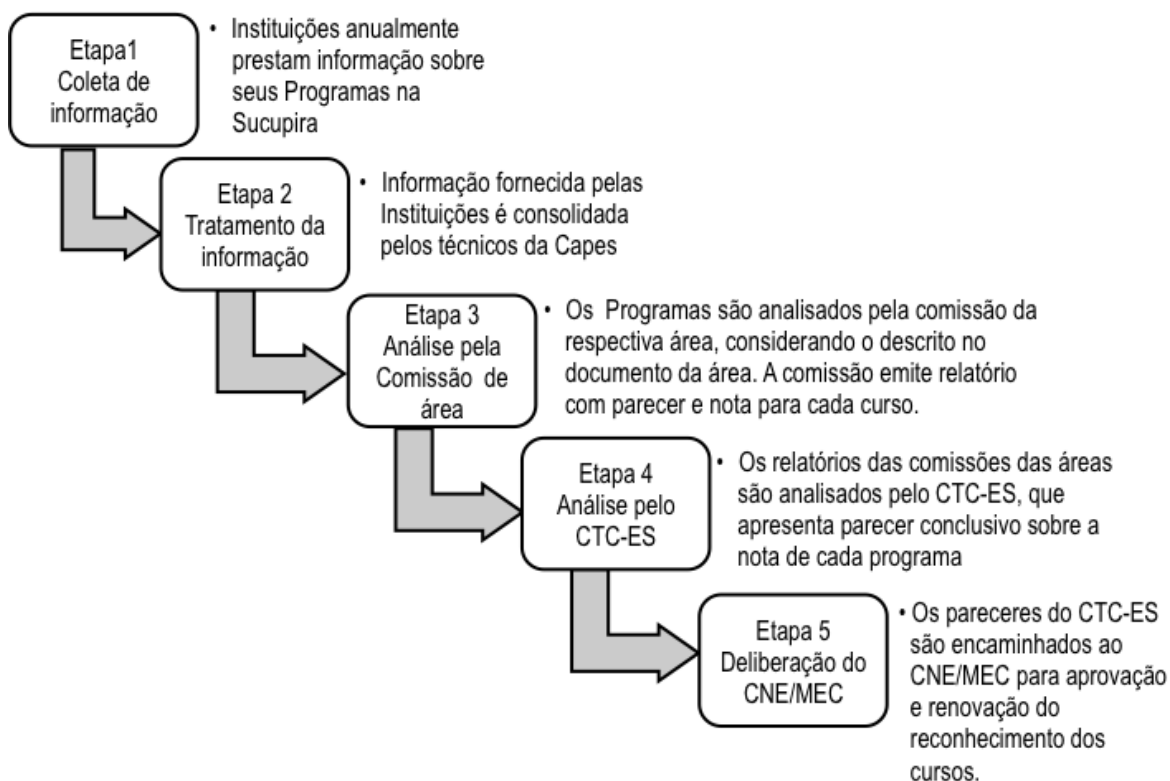 Etapa1
Coleta de
informação
• Instituições anualmente
prestam informação sobre
seus Programas na
Sucupira
Etapa 2
Tratamento da
informação
• Informação fornecida pelas
Instituições é consolidada
pelos técnicos da Capes
Etapa 3
Análise pela
Comissão de
área
• Os Programas são analisados pela comissão da
respectiva área, considerando o descrito no
documento da área. A comissão emite relatório
com parecer e nota para cada curso.
Etapa 4
Análise pelo
CTC-ES
• Os relatórios das comissões das áreas
são analisados pelo CTC-ES, que
apresenta parecer conclusivo sobre a
nota de cada programa
Etapa 5
Deliberação do
CNE/MEC
• Os pareceres do CTC-ES
são encaminhados ao
CNE/MEC para aprovação
e renovação do
reconhecimento dos
cursos.